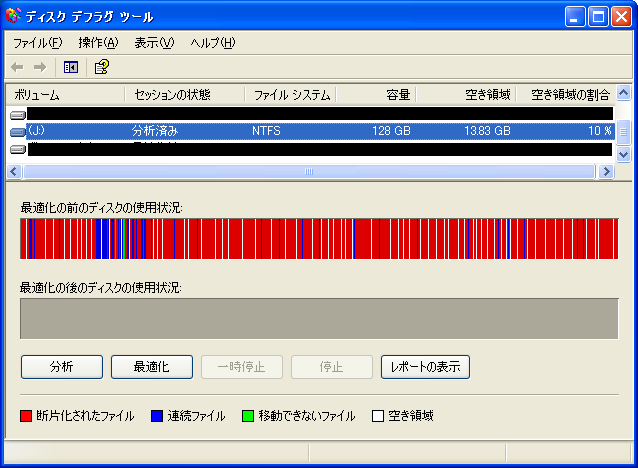 ディスク デフラグ ツール
ファイル(F) 操作(A) 表示(V) ヘルプ(H)
ボリューム セッションの状態 ファイル システム 容量 空き領域 空き領域の割合
(J:) 分析済み NTFS 128 GB 13.83 GB 10 %
最適化の前のディスクの使用状況:
最適化の後のディスクの使用状況:
分析 最適化 一時停止 停止 レポートの表示
断片化されたファイル 連続ファイル 移動できないファイル 空き領域